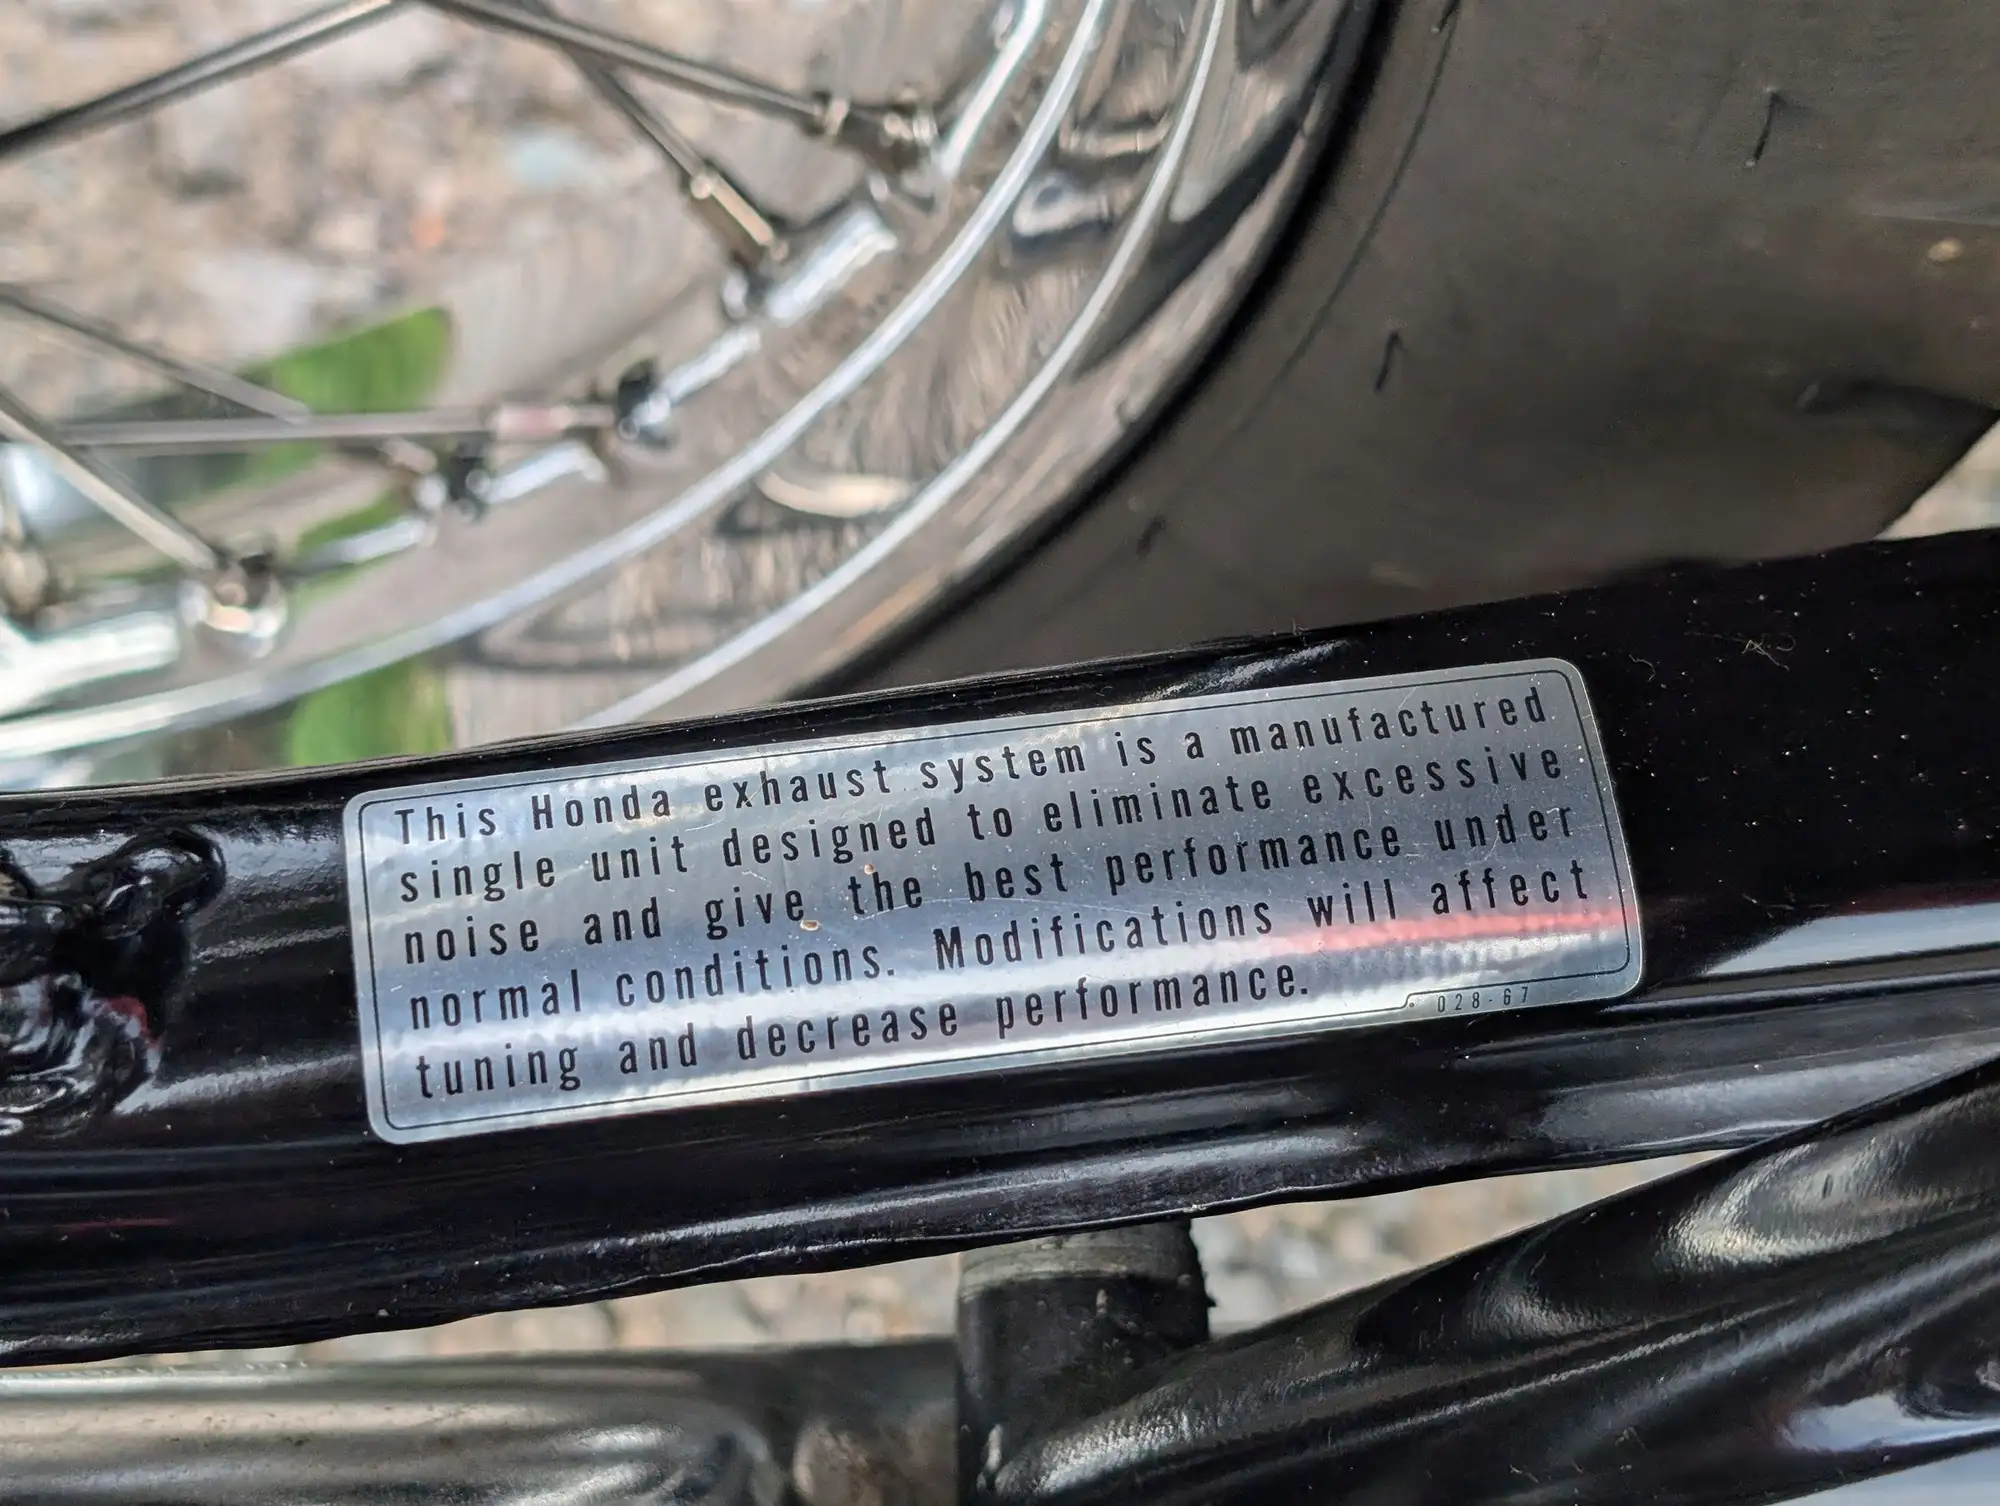 This Honda exhaust system is a manufactured
single unit designed to eliminate excessive
noise and give the best performance under
normal conditions. Modifications will affect
tuning and decrease performance.
028-67